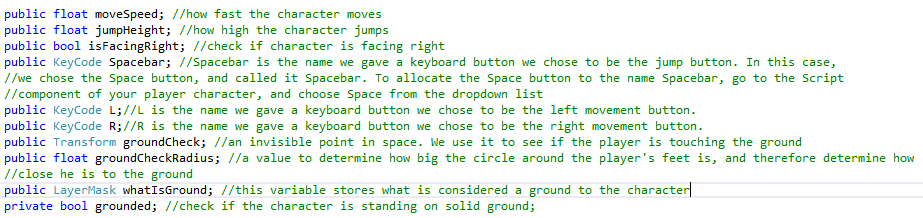 public float moveSpeed; //how fast the character moves
public float jumpHeight; //how high the character jumps
public bool isFacingRight; //check if character is facing right
public KeyCode Spacebar; //Spacebar is the name we gave a keyboard button we chose to be the jump button. In this case,
//we chose the Space button, and called it Spacebar. To allocate the Space button to the name Spacebar, go to the Script
//component of your player character, and choose Space from the dropdown list
public KeyCode L;//L is the name we gave a keyboard button we chose to be the left movement button.
public KeyCode R;//R is the name we gave a keyboard button we chose to be the right movement button.
public Transform groundCheck; //an invisible point in space. We use it to see if the player is touching the ground
public float groundCheckRadius; //a value to determine how big the circle around the player's feet is, and therefore determine how
//close he is to the ground
public LayerMask whatIsGround; //this variable stores what is considered a ground to the character
private bool grounded; //check if the character is standing on solid ground;